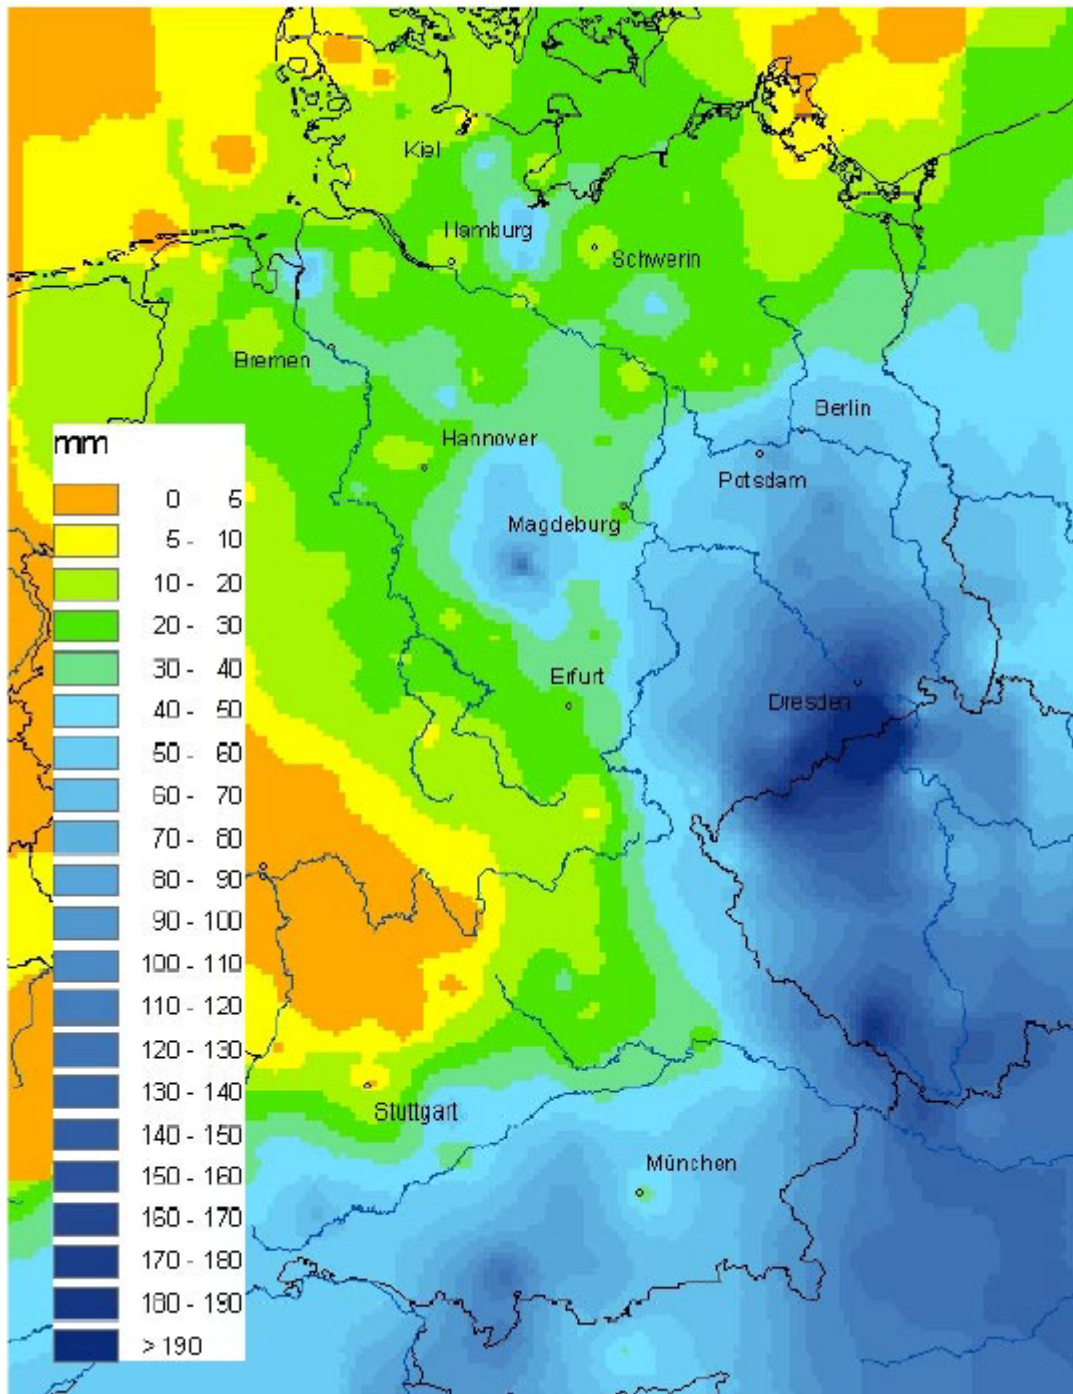 Kiel
Hamburg
Schwerin
Bremen
Berlin
mm
Hannover
Potsdam
0 - 6
Magdeburg
5 - 10
10 - 20
20 - 30
30 - 40
Erfurt
40 - 50
Dresden
50 - 60
60 - 70
70 - 80
80 - 90
90 - 100
100 - 110
110 - 120
120 - 130
130 - 140
Stuttgart
140 - 150
150 - 160
München
160 - 170
170 - 180
180 - 190
> 190